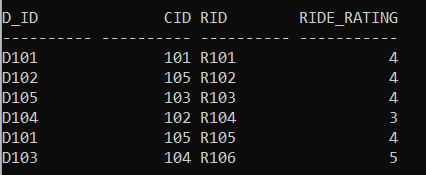 D_ID              CID RID        RIDE_RATING
---------- ---------- ---------- -----------
D101              101 R101                 4
D102              105 R102                 4
D105              103 R103                 4
D104              102 R104                 3
D101              105 R105                 4
D103              104 R106                 5